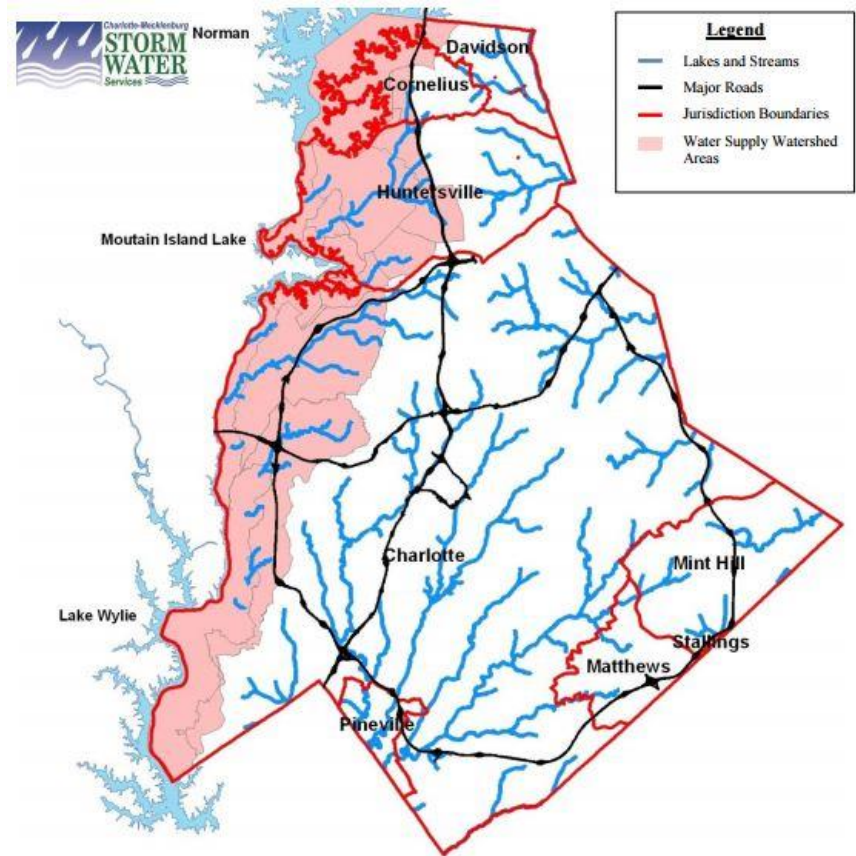 Charlotte-Mecklenburg
STORM
WATER
Services
Norman
Davidson
Cornelius
Huntersville
Moutain Island Lake
Charlotte
Mint Hill
Lake Wylie
Stallings
Matthews
Pineville
Legend
Lakes and Streams
Major Roads
Jurisdiction Boundaries
Water Supply Watershed
Areas